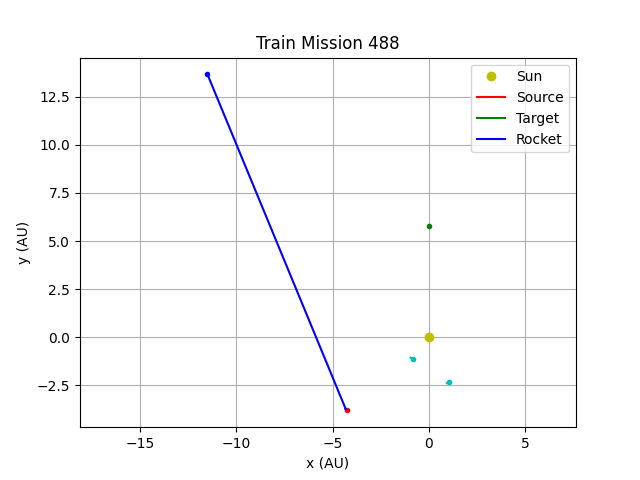 Train Mission 488
Sun
Source
Target
Rocket
12.5
10.0
7.5
5.0
2.5
0.0
−2.5
y (AU)
−15
−10
−5
0
5
x (AU)